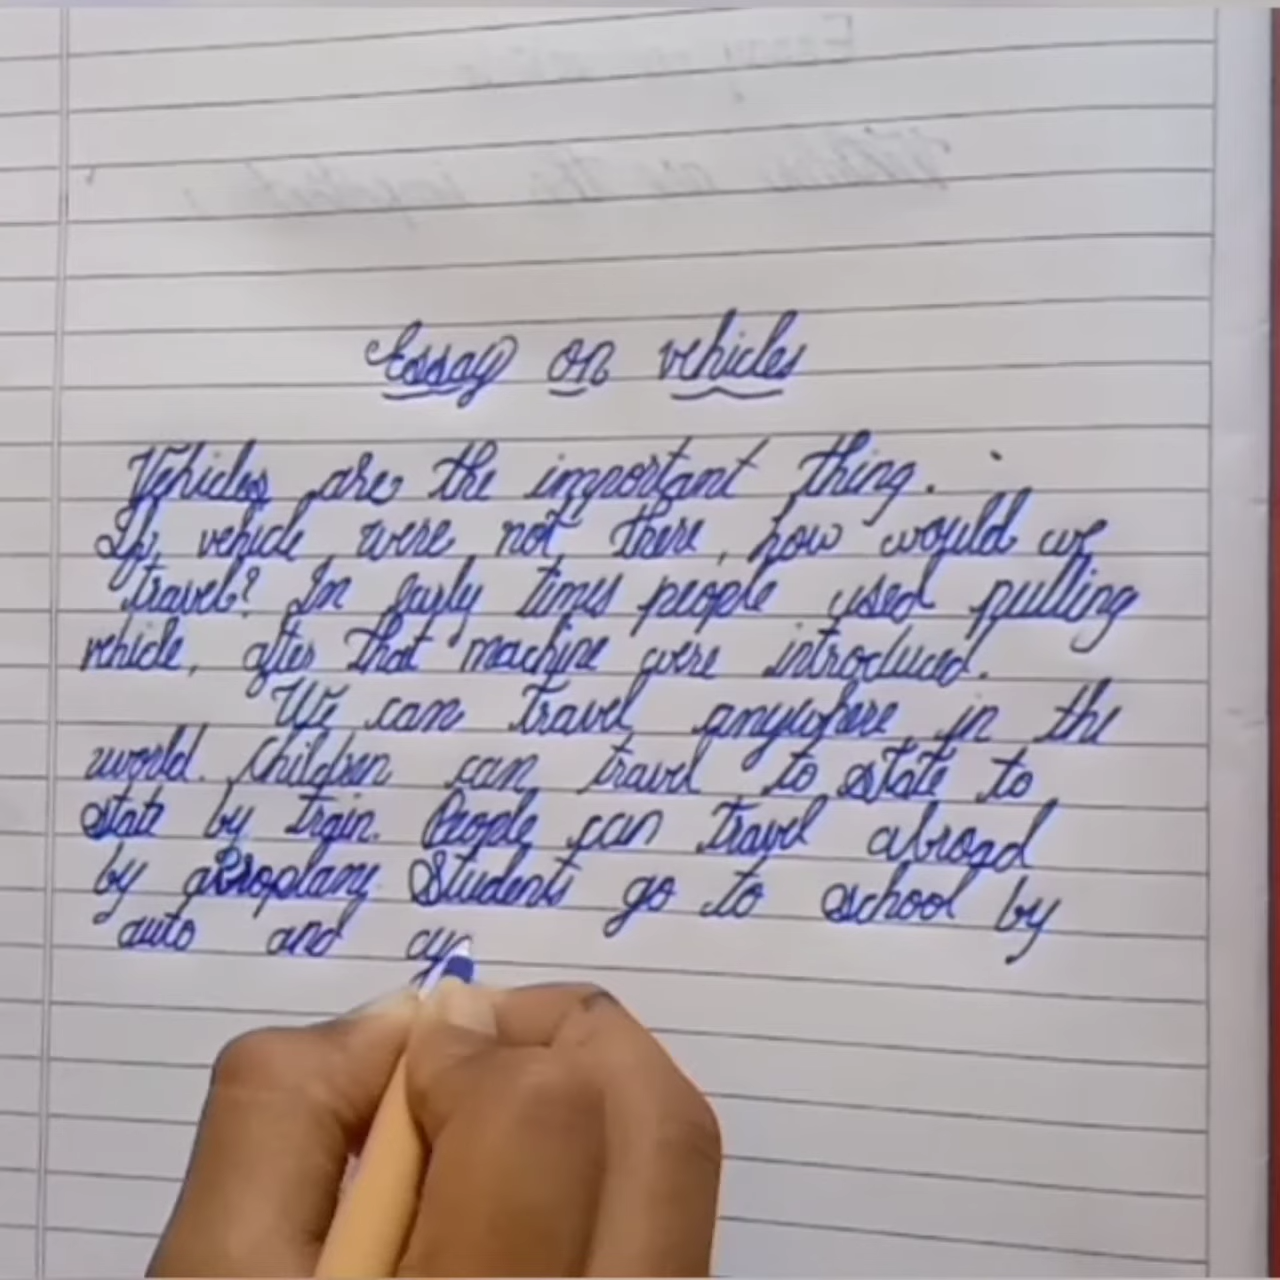 Essay on vehicles
Vehicles are the important thing.
If vehicle were not there, how would we
travel? In early times people used pulling
vehicle, after that machine were introduced.
We can travel anywhere in the
world. Children can travel to state to
state by train. People can travel abroad
by aeroplane. Students go to school by
auto and cy